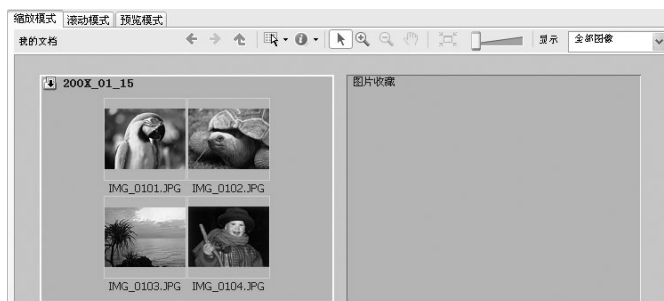 缩放模式 滚动模式 预览模式
我的文档 显示 全部图像
200X_01_15
图片收藏
IMG_0101.JPG IMG_0102.JPG
IMG_0103.JPG IMG_0104.JPG